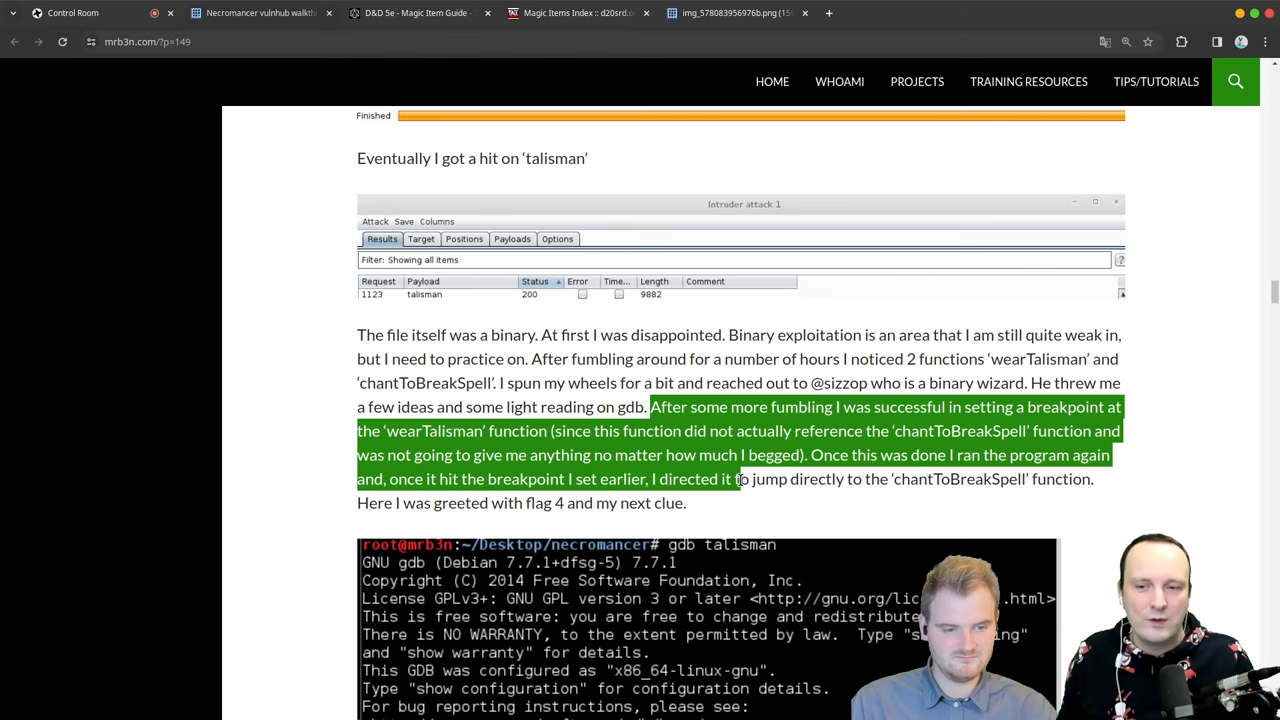 Control Room
Necromancer vulnhub walkth
D&D 5e - Magic Item Guide -
Magic Items Index :: d20srd.o
img_578083956976b.png (15
mrb3n.com/?p=149
HOME
WHOAMI
PROJECTS
TRAINING RESOURCES
TIPS/TUTORIALS
Finished
Eventually I got a hit on ‘talisman’
Intruder attack 1
Attack Save Columns
Results Target Positions Payloads Options
Filter: Showing all items
?
Request Payload Status Error Time... Length Comment
1123 talisman 200 9882
The file itself was a binary. At first I was disappointed. Binary exploitation is an area that I am still quite weak in,
but I need to practice on. After fumbling around for a number of hours I noticed 2 functions ‘wearTalisman’ and
‘chantToBreakSpell’. I spun my wheels for a bit and reached out to @sizzop who is a binary wizard. He threw me
a few ideas and some light reading on gdb. After some more fumbling I was successful in setting a breakpoint at
the ‘wearTalisman’ function (since this function did not actually reference the ‘chantToBreakSpell’ function and
was not going to give me anything no matter how much I begged). Once this was done I ran the program again
and, once it hit the breakpoint I set earlier, I directed it to jump directly to the ‘chantToBreakSpell’ function.
Here I was greeted with flag 4 and my next clue.
root@mrb3n:~/Desktop/necromancer# gdb talisman
GNU gdb (Debian 7.7.1+dfsg-5) 7.7.1
Copyright (C) 2014 Free Software Foundation, Inc.
License GPLv3+: GNU GPL version 3 or later <http://gnu.org/lic .html>
This is free software: you are free to change and redistribute
There is NO WARRANTY, to the extent permitted by law. Type "s ing"
and "show warranty" for details.
This GDB was configured as "x86_64-linux-gnu".
Type "show configuration" for configuration details.
For bug reporting instructions, please see: